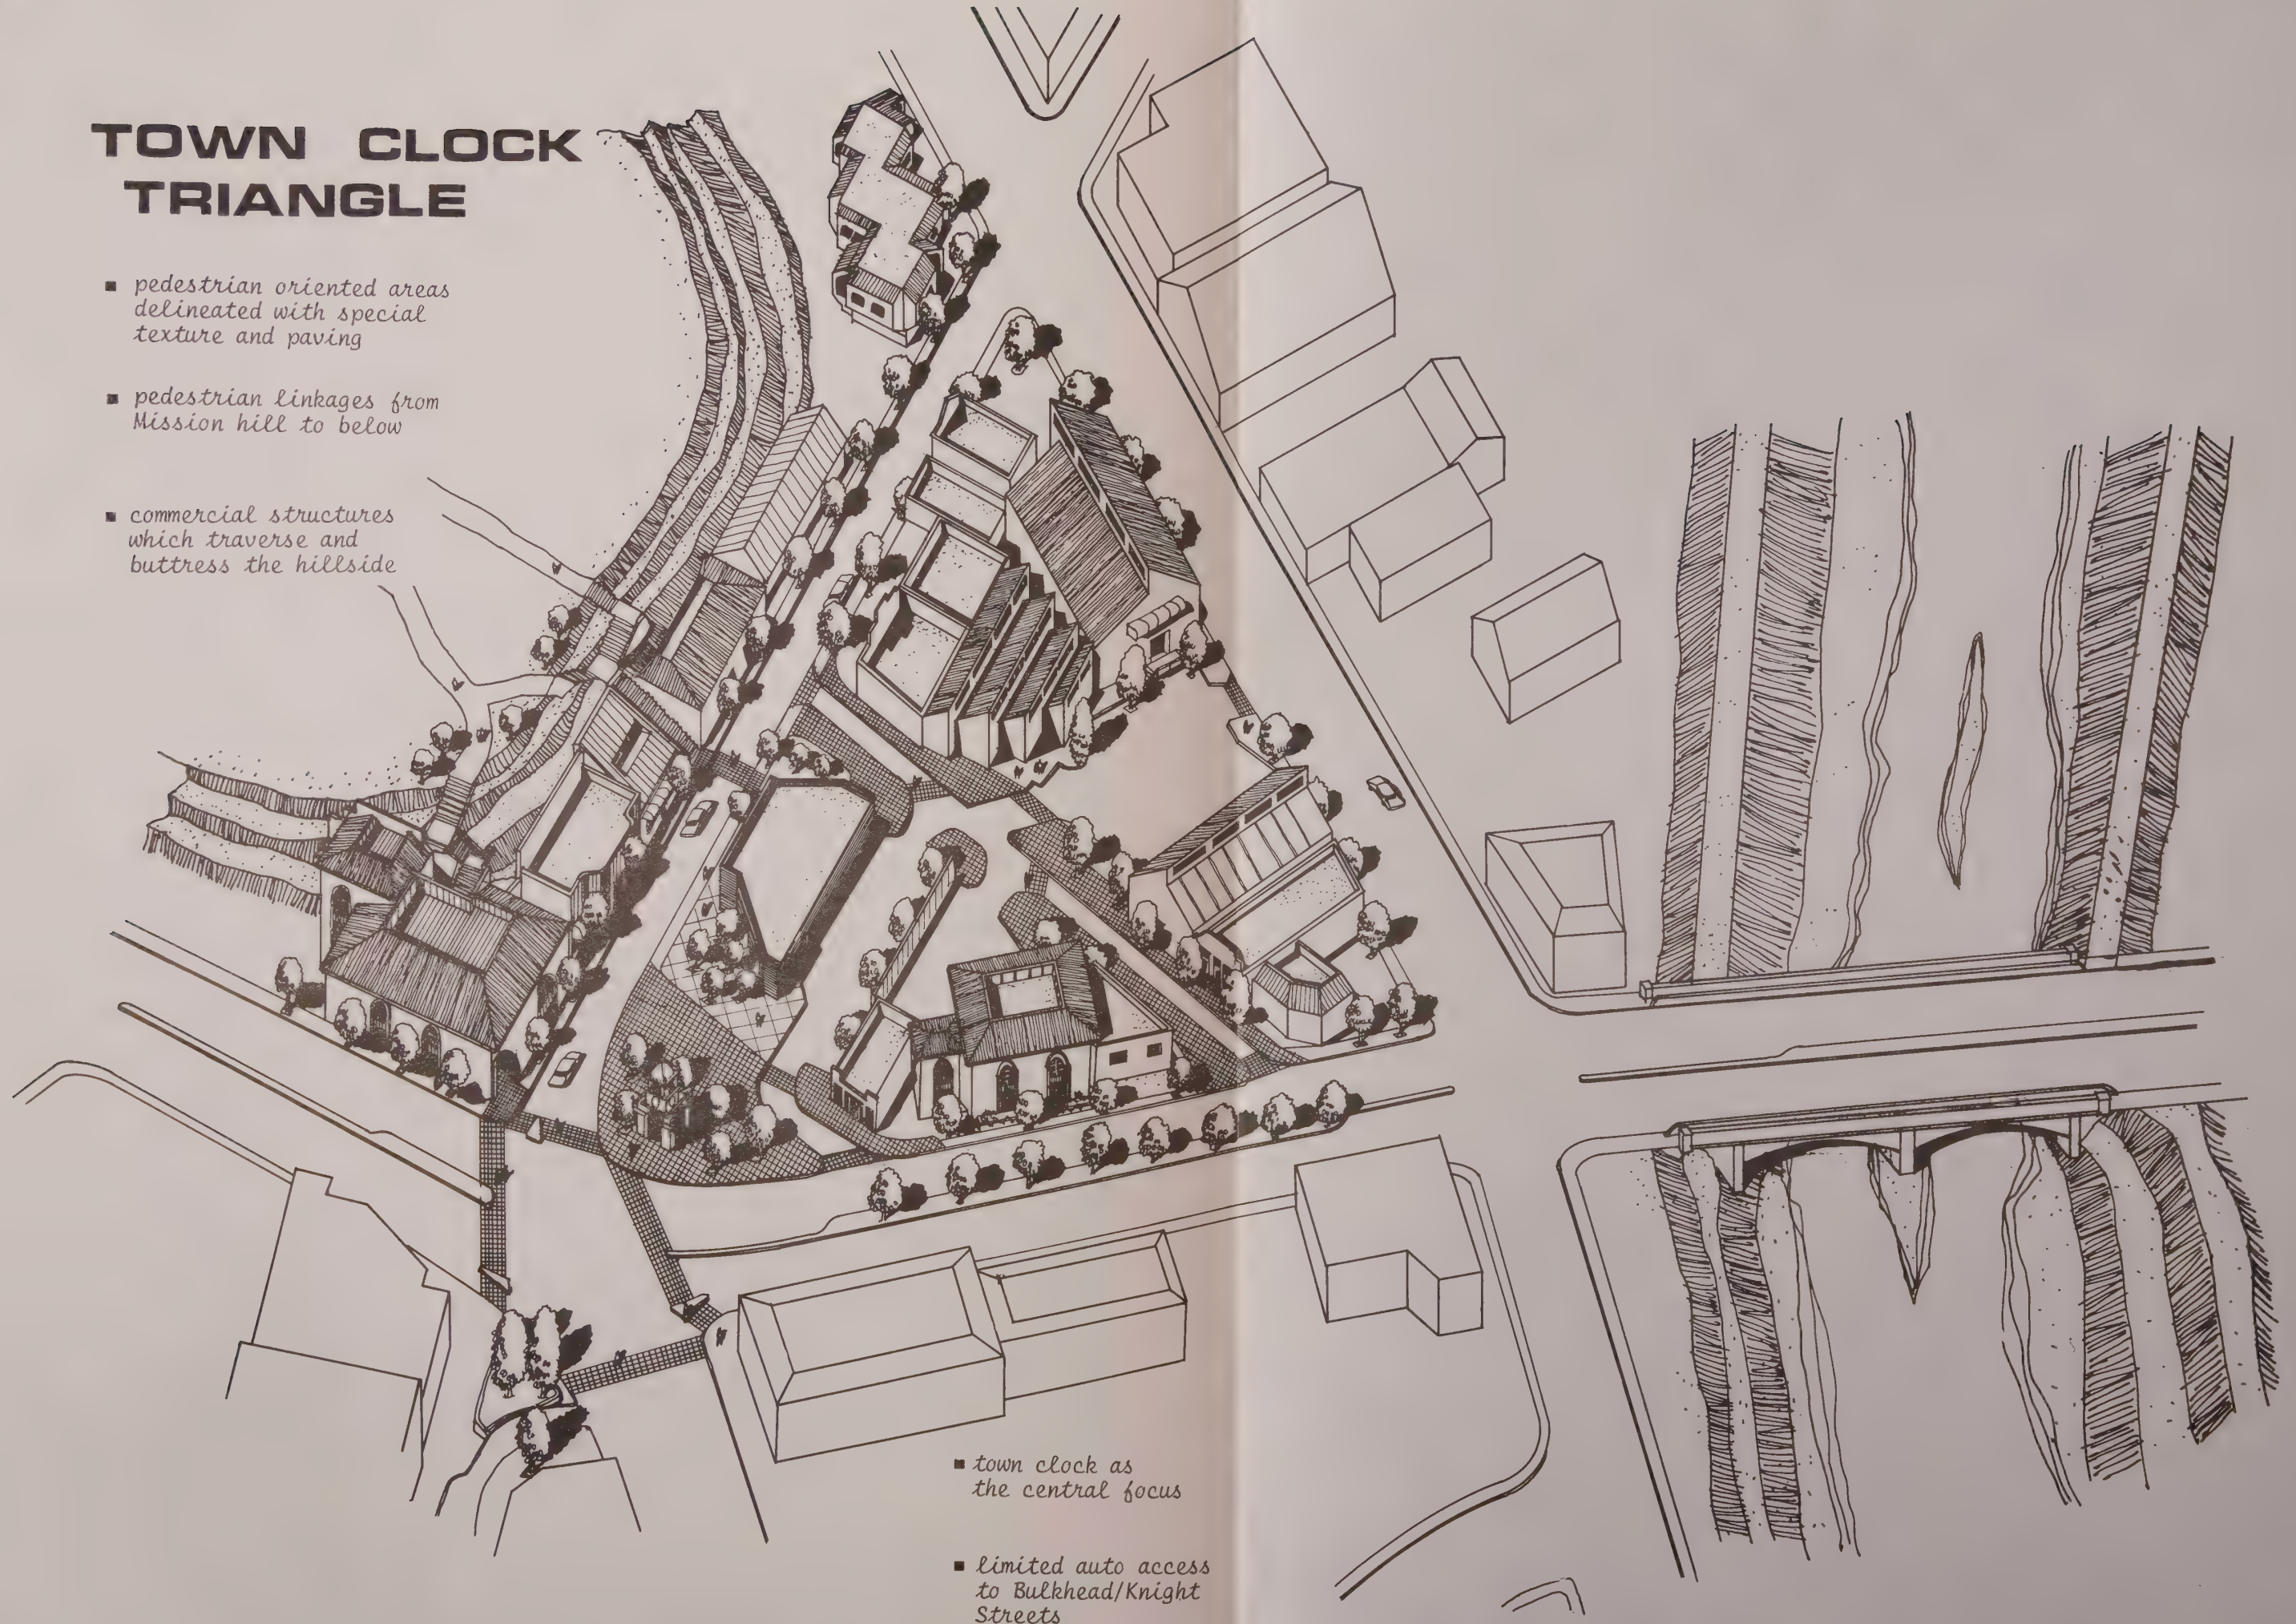 TOWN CLOCK
TRIANGLE
▪ pedestrian oriented areas
delineated with special
texture and paving
▪ pedestrian linkages from
Mission hill to below
▪ commercial structures
which traverse and
buttress the hillside
▪ town clock as
the central focus
▪ limited auto access
to Bulkhead/Knight
Streets